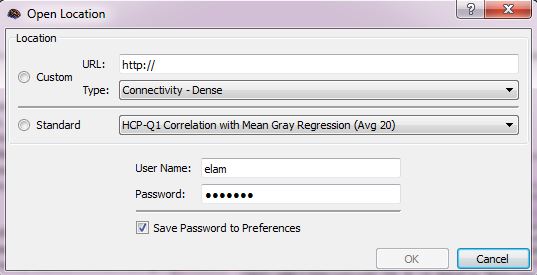 Open Location
Location
Custom
URL: http://
Type: Connectivity - Dense
Standard HCP-Q1 Correlation with Mean Gray Regression (Avg 20)
User Name: elam
Password: ●●●●●●●
Save Password to Preferences
OK Cancel